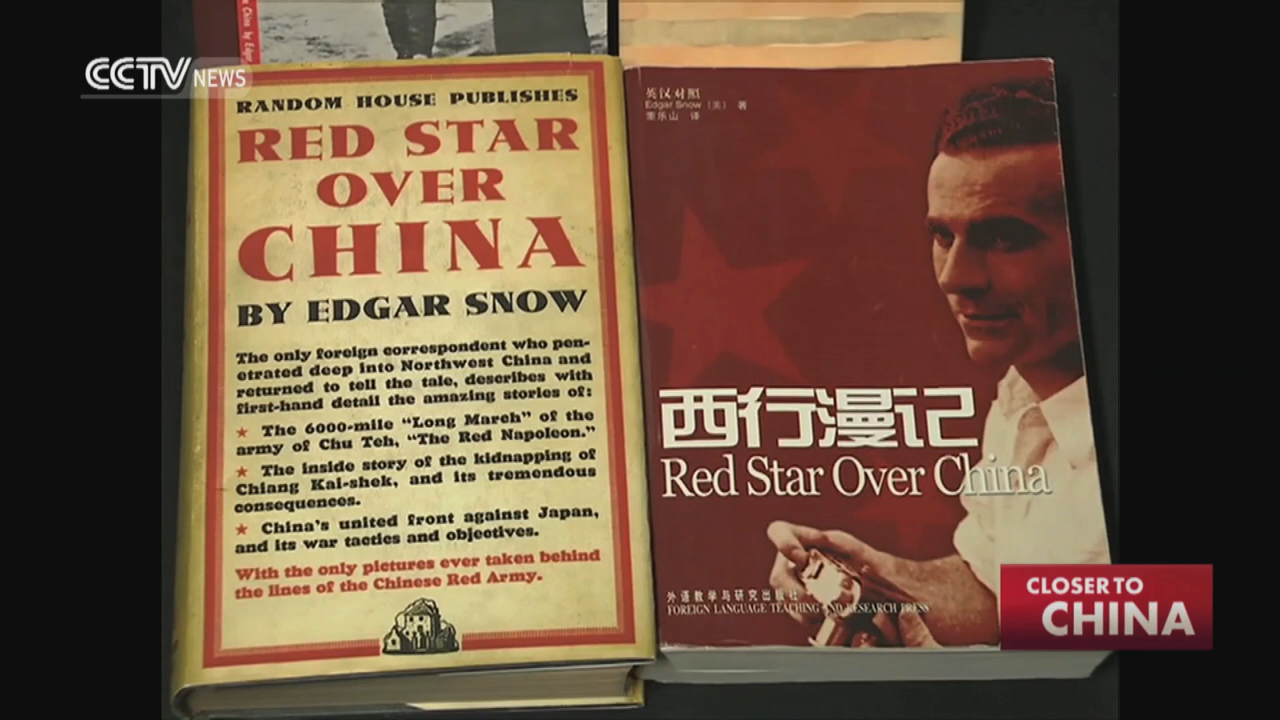 CCTV NEWS
RANDOM HOUSE PUBLISHES
RED STAR
OVER
CHINA
BY EDGAR SNOW
The only foreign correspondent who pen-
etrated deep into Northwest China and
returned to tell the tale, describes with
first-hand detail the amazing stories of:
★ The 6000-mile “Long March” of the
army of Chu Teh, “The Red Napoleon.”
★ The inside story of the kidnapping of
Chiang Kai-shek, and its tremendous
consequences.
★ China's united front against Japan,
and its war tactics and objectives.
With the only pictures ever taken behind
the lines of the Chinese Red Army.
英汉对照
Edgar Snow (美) 著
董乐山 译
西行漫记
Red Star Over China
外语教学与研究出版社
FOREIGN LANGUAGE TEACHING AND RESEARCH PRESS
CLOSER TO
CHINA